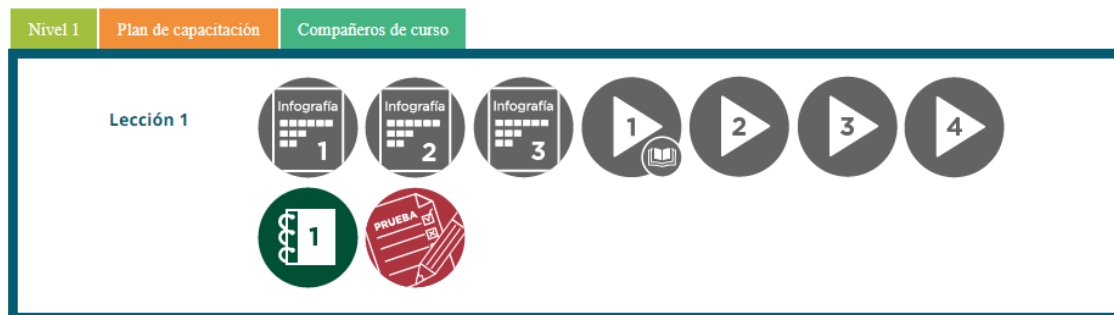 Nivel 1
Plan de capacitación
Compañeros de curso
Lección 1
Infografía
1
Infografía
2
Infografía
3
1
2
3
4
1
PRUEBA